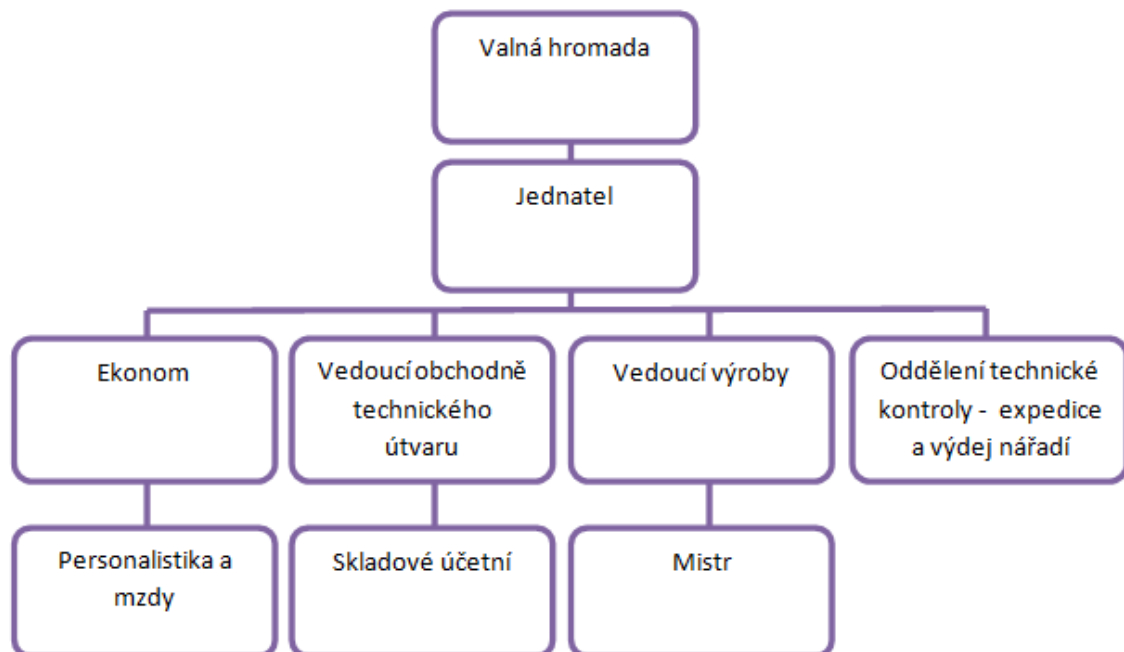 Valná hromada
Jednatel
Ekonom
Vedoucí obchodně
technického
útvaru
Vedoucí výroby
Oddělení technické
kontroly - expedice
a výdej nářadí
Personalistika a
mzdy
Skladové účetní
Mistr